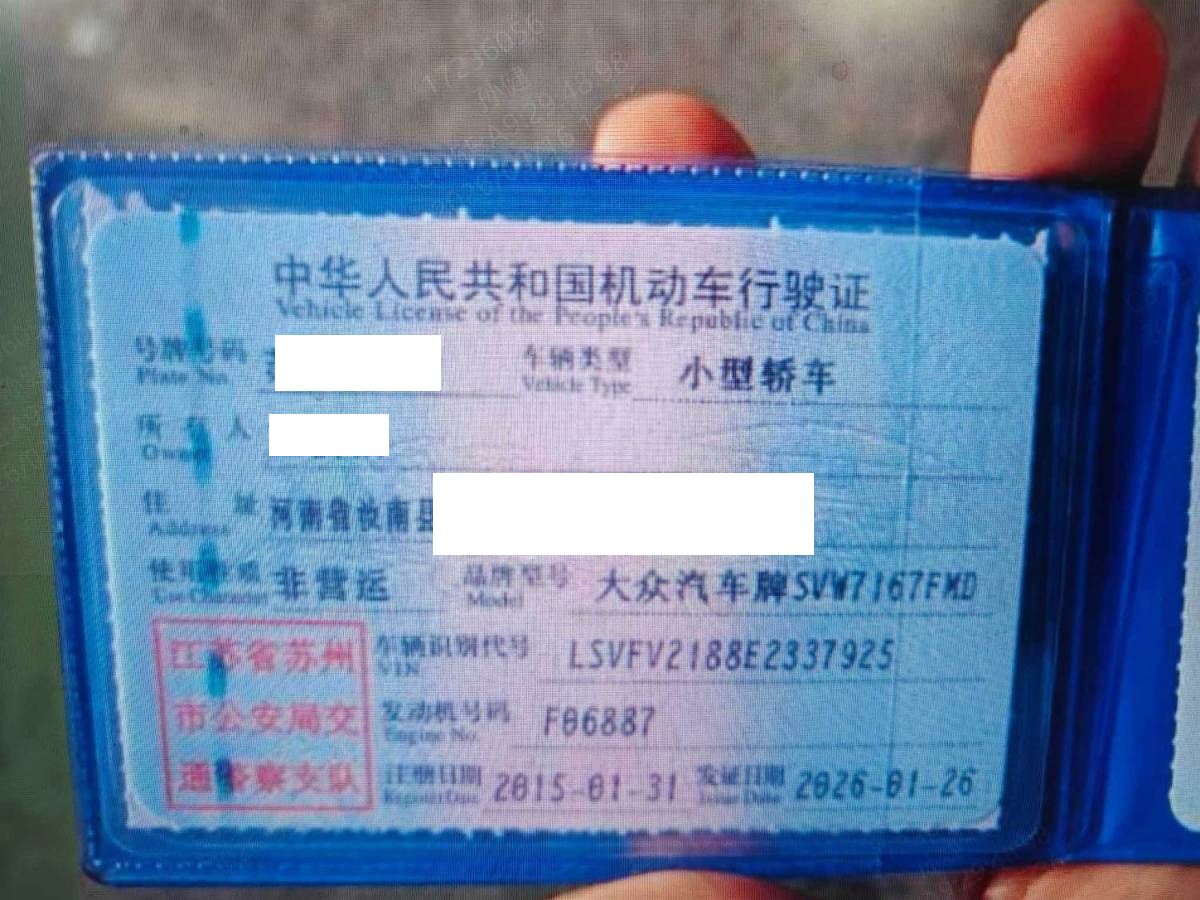 中华人民共和国机动车行驶证
Vehicle License of the People's Republic of China
号牌号码 车辆类型 小型轿车
Plate No. Vehicle Type
所有人
Owner
住 址 河南省汝南县
Address
使用性质 非营运 品牌型号 大众汽车牌SVW7167FMD
Use Character Model
江苏省苏州 车辆识别代号 LSVFV2188E2337925
VIN
市公安局交 发动机号码 F06887
Engine No.
通警察支队 注册日期 2015-01-31 发证日期 2026-01-26
Register Date Issue Date